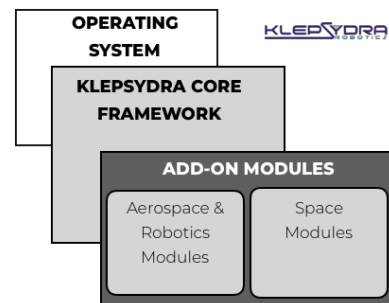 OPERATING
SYSTEM
KLEPSYDRA
ROBOTICS
KLEPSYDRA CORE
FRAMEWORK
ADD-ON MODULES
Aerospace &
Robotics
Modules
Space
Modules